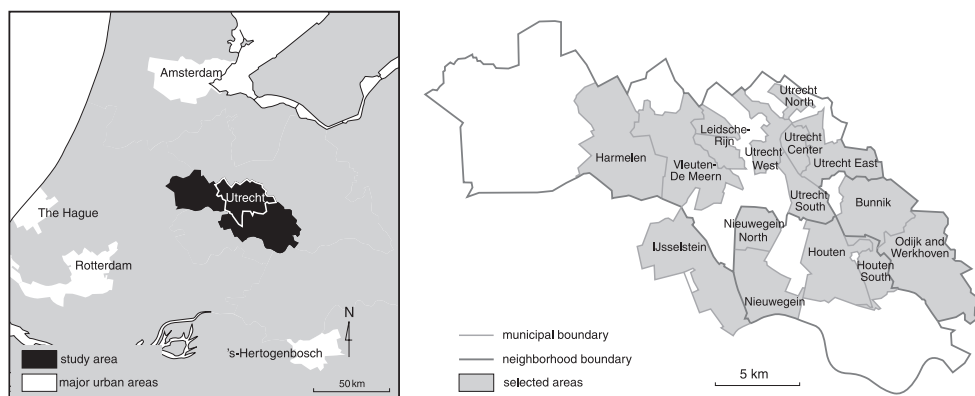 Amsterdam
Utrecht
The Hague
Rotterdam
N
's-Hertogenbosch
study area
major urban areas
50 km
Utrecht
North
Leidsche-
Rijn
Utrecht
Center
Harmelen
Utrecht
West
Utrecht East
Vleuten-
De Meern
Utrecht
South
Bunnik
Nieuwegein
North
IJsselstein
Houten
Odijk and
Werkhoven
Houten
South
Nieuwegein
municipal boundary
neighborhood boundary
selected areas
5 km